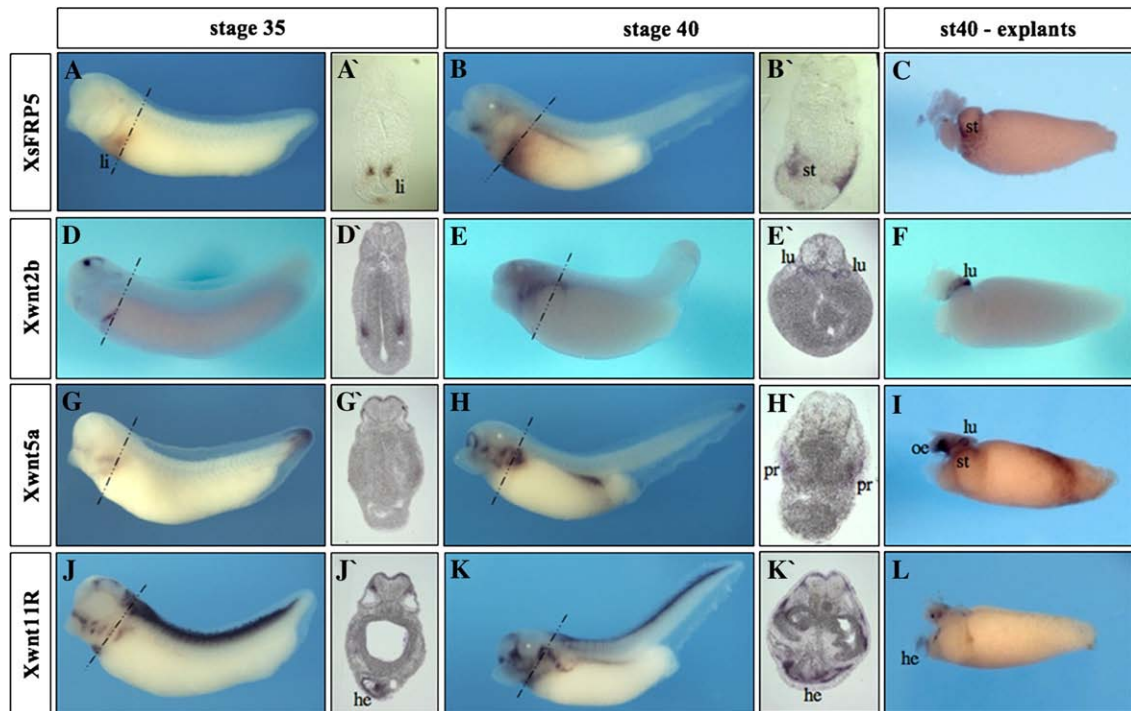 stage 35
stage 40
st40 - explants
XsFRP5
A
li
A`
li
B
B`
st
C
st
Xwnt2b
D
D`
E
E`
lu
lu
F
lu
Xwnt5a
G
G`
H
H`
pr
pr
I
lu
oe
st
Xwnt11R
J
J`
he
K
K`
he
L
he